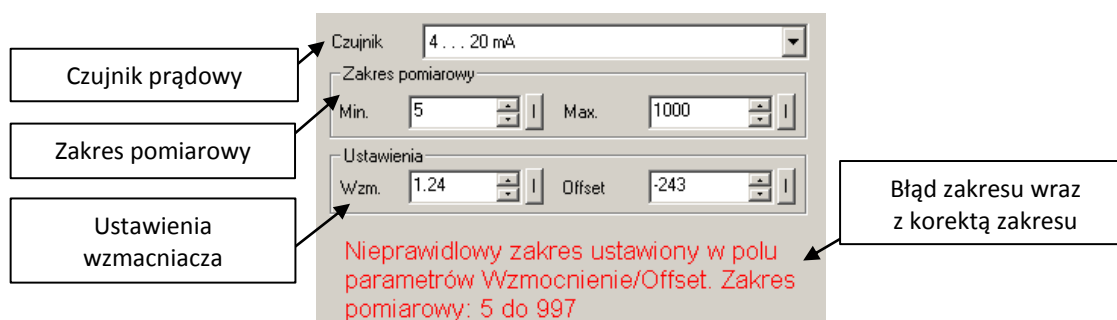 Czujnik 4 . . . 20 mA
Czujnik prądowy
Zakres pomiarowy
Min. 5 I Max. 1000 I
Zakres pomiarowy
Ustawienia
Wzm. 1.24 I Offset -243 I
Błąd zakresu wraz
z korektą zakresu
Ustawienia
wzmacniacza
Nieprawidlowy zakres ustawiony w polu
parametrów Wzmocnienie/Offset. Zakres
pomiarowy: 5 do 997